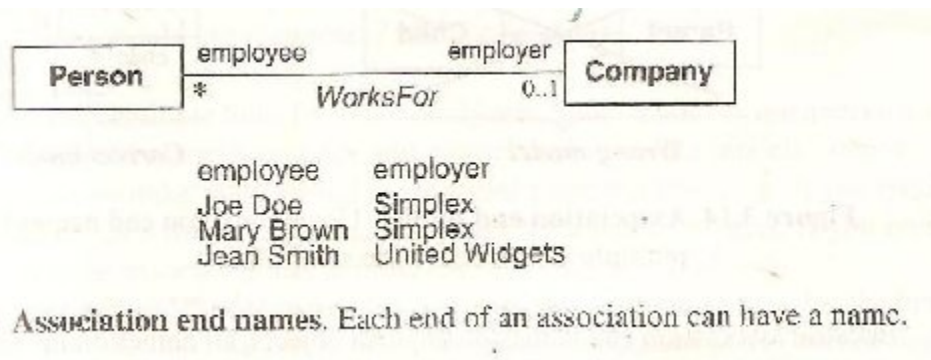 employee employer
Person Company
* WorksFor 0..1
employee employer
Joe Doe Simplex
Mary Brown Simplex
Jean Smith United Widgets
Association end names. Each end of an association can have a name.